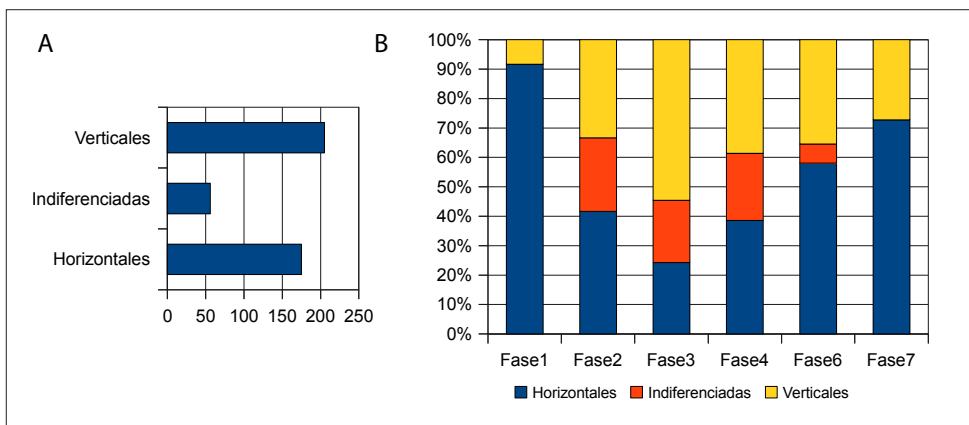 A
Verticales
Indiferenciadas
Horizontales
0 50 100 150 200 250
B
100%
90%
80%
70%
60%
50%
40%
30%
20%
10%
0%
Fase1 Fase2 Fase3 Fase4 Fase6 Fase7
Horizontales Indiferenciadas Verticales